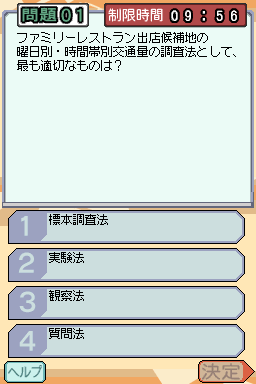 問題01 制限時間 09:56
ファミリーレストラン出店候補地の
曜日別・時間帯別交通量の調査法として、
最も適切なものは？
1 標本調査法
2 実験法
3 観察法
4 質問法
ヘルプ 決定